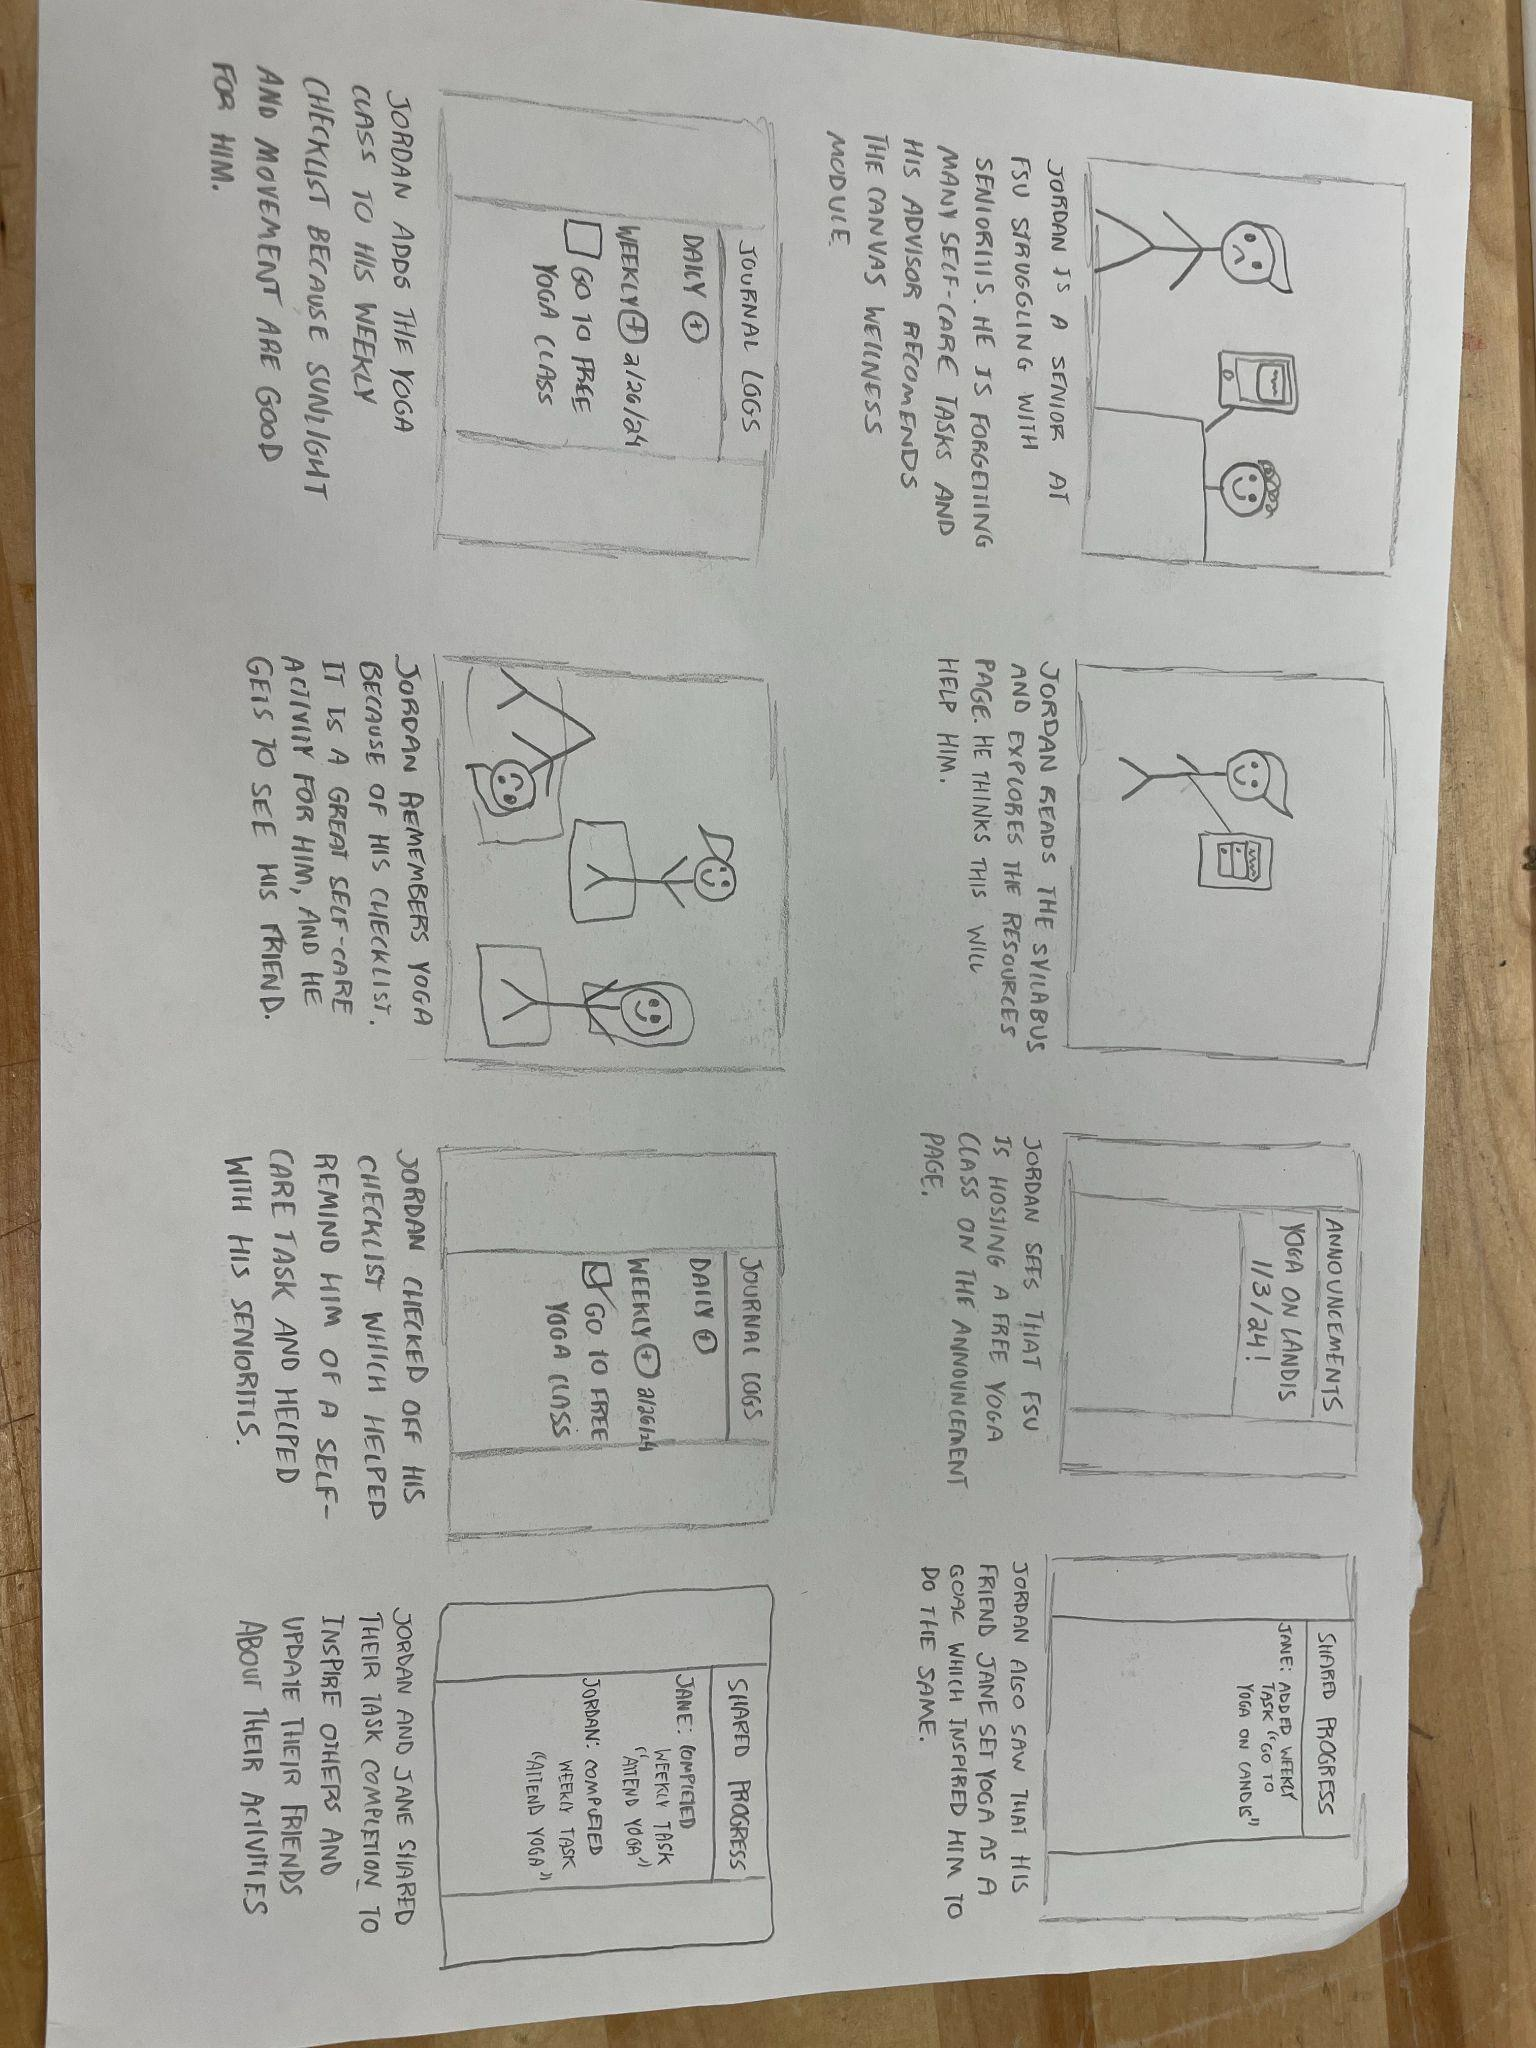 JORDAN IS A SENIOR AT
FSU STRUGGLING WITH
SENIORITIS. HE IS FORGETTING
MANY SELF-CARE TASKS AND
HIS ADVISOR RECOMENDS
THE CANVAS WELLNESS
MODULE
JORDAN READS THE SYLLABUS
AND EXPLORES THE RESOURCES
PAGE. HE THINKS THIS WILL
HELP HIM.
ANNOUNCEMENTS
YOGA ON LANDIS
1/3/24!
JORDAN SEES THAT FSU
IS HOSTING A FREE YOGA
CLASS ON THE ANNOUNCEMENT
PAGE.
SHARED PROGRESS
JANE: ADDED WEEKLY
TASK "GO TO
YOGA ON LANDIS"
JORDAN ALSO SAW THAT HIS
FRIEND JANE SET YOGA AS A
GOAL WHICH INSPIRED HIM TO
DO THE SAME.
JOURNAL LOGS
DAILY +
WEEKLY + 2/26/24
GO TO FREE
YOGA CLASS
JORDAN ADDS THE YOGA
CLASS TO HIS WEEKLY
CHECKLIST BECAUSE SUNLIGHT
AND MOVEMENT ARE GOOD
FOR HIM.
JORDAN REMEMBERS YOGA
BECAUSE OF HIS CHECKLIST.
IT IS A GREAT SELF-CARE
ACTIVITY FOR HIM, AND HE
GETS TO SEE HIS FRIEND.
JOURNAL LOGS
DAILY +
WEEKLY + 2/26/24
GO TO FREE
YOGA CLASS
JORDAN CHECKED OFF HIS
CHECKLIST WHICH HELPED
REMIND HIM OF A SELF-
CARE TASK AND HELPED
WITH HIS SENIORITIS.
SHARED PROGRESS
JANE: COMPLETED
WEEKLY TASK
"ATTEND YOGA"
JORDAN: COMPLETED
WEEKLY TASK
"ATTEND YOGA"
JORDAN AND JANE SHARED
THEIR TASK COMPLETION TO
INSPIRE OTHERS AND
UPDATE THEIR FRIENDS
ABOUT THEIR ACTIVITIES